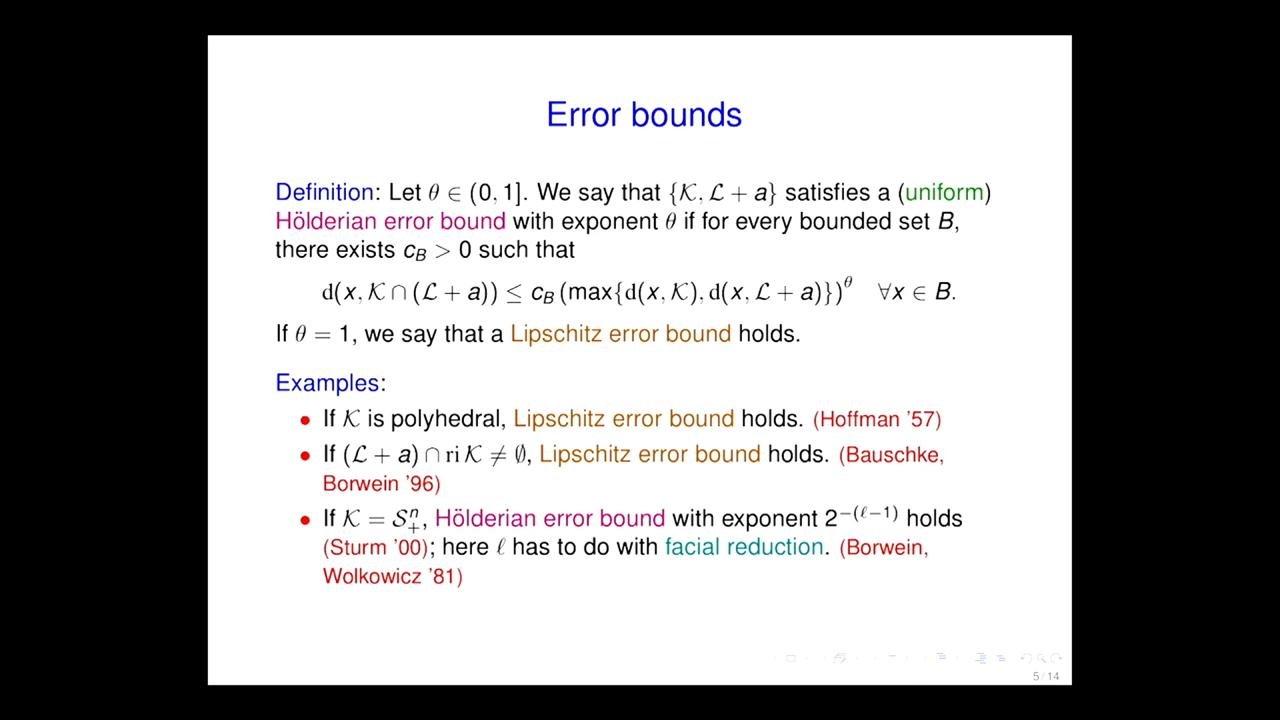 Error bounds
Definition: Let θ ∈ (0, 1]. We say that {𝒦, ℒ + a} satisfies a (uniform)
Hölderian error bound with exponent θ if for every bounded set B,
there exists c_B > 0 such that
d(x, 𝒦 ∩ (ℒ + a)) ≤ c_B (max{d(x, 𝒦), d(x, ℒ + a)})^θ ∀x ∈ B.
If θ = 1, we say that a Lipschitz error bound holds.
Examples:
• If 𝒦 is polyhedral, Lipschitz error bound holds. (Hoffman '57)
• If (ℒ + a) ∩ ri 𝒦 ≠ ∅, Lipschitz error bound holds. (Bauschke,
Borwein '96)
• If 𝒦 = 𝒮₊ⁿ, Hölderian error bound with exponent 2^{−(ℓ−1)} holds
(Sturm '00); here ℓ has to do with facial reduction. (Borwein,
Wolkowicz '81)
5 / 14